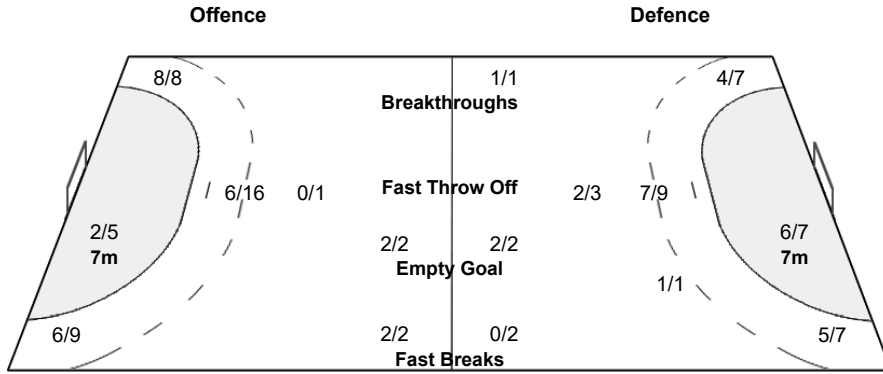 Offence Defence
8/8 1/1 4/7
Breakthroughs
6/16 0/1 Fast Throw Off 2/3 7/9
2/5 6/7
7m 7m
2/2 2/2
Empty Goal
1/1
6/9 2/2 0/2 5/7
Fast Breaks